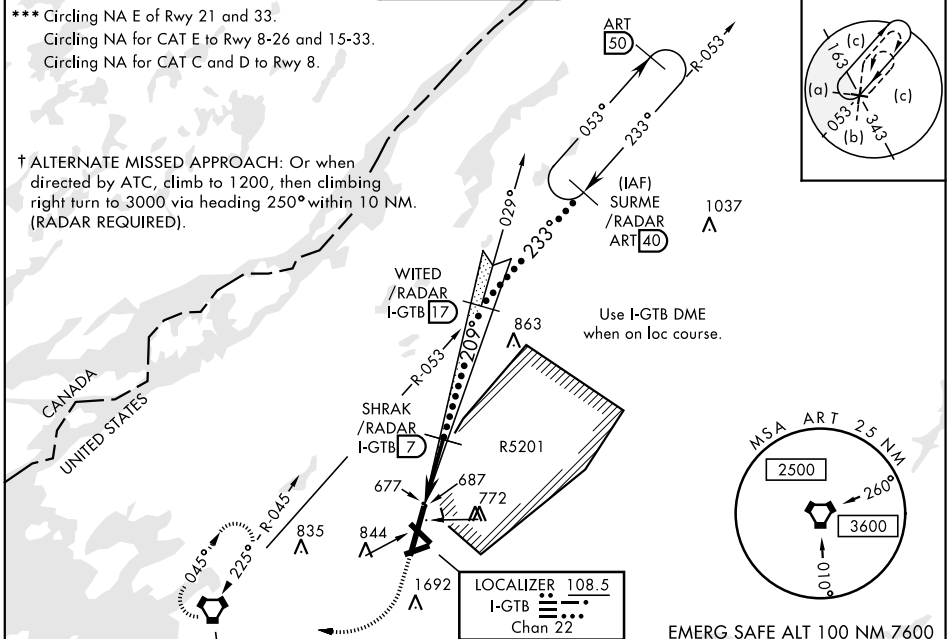 *** Circling NA E of Rwy 21 and 33.
Circling NA for CAT E to Rwy 8-26 and 15-33.
Circling NA for CAT C and D to Rwy 8.
† ALTERNATE MISSED APPROACH: Or when
directed by ATC, climb to 1200, then climbing
right turn to 3000 via heading 250° within 10 NM.
(RADAR REQUIRED).
ART
50
R-053
053°
233°
(IAF)
SURME
/RADAR
ART 40
1037
029°
233°
WITED
/RADAR
I-GTB 17
209°
863
Use I-GTB DME
when on loc course.
R-053
CANADA
UNITED STATES
SHRAK
/RADAR
I-GTB 7
R5201
677
687
772
R-045
045°
225°
835
844
1692
LOCALIZER 108.5
I-GTB
Chan 22
(c)
163
(a)
(c)
053
(b)
343
MSA ART 25 NM
2500
260°
3600
010°
EMERG SAFE ALT 100 NM 7600